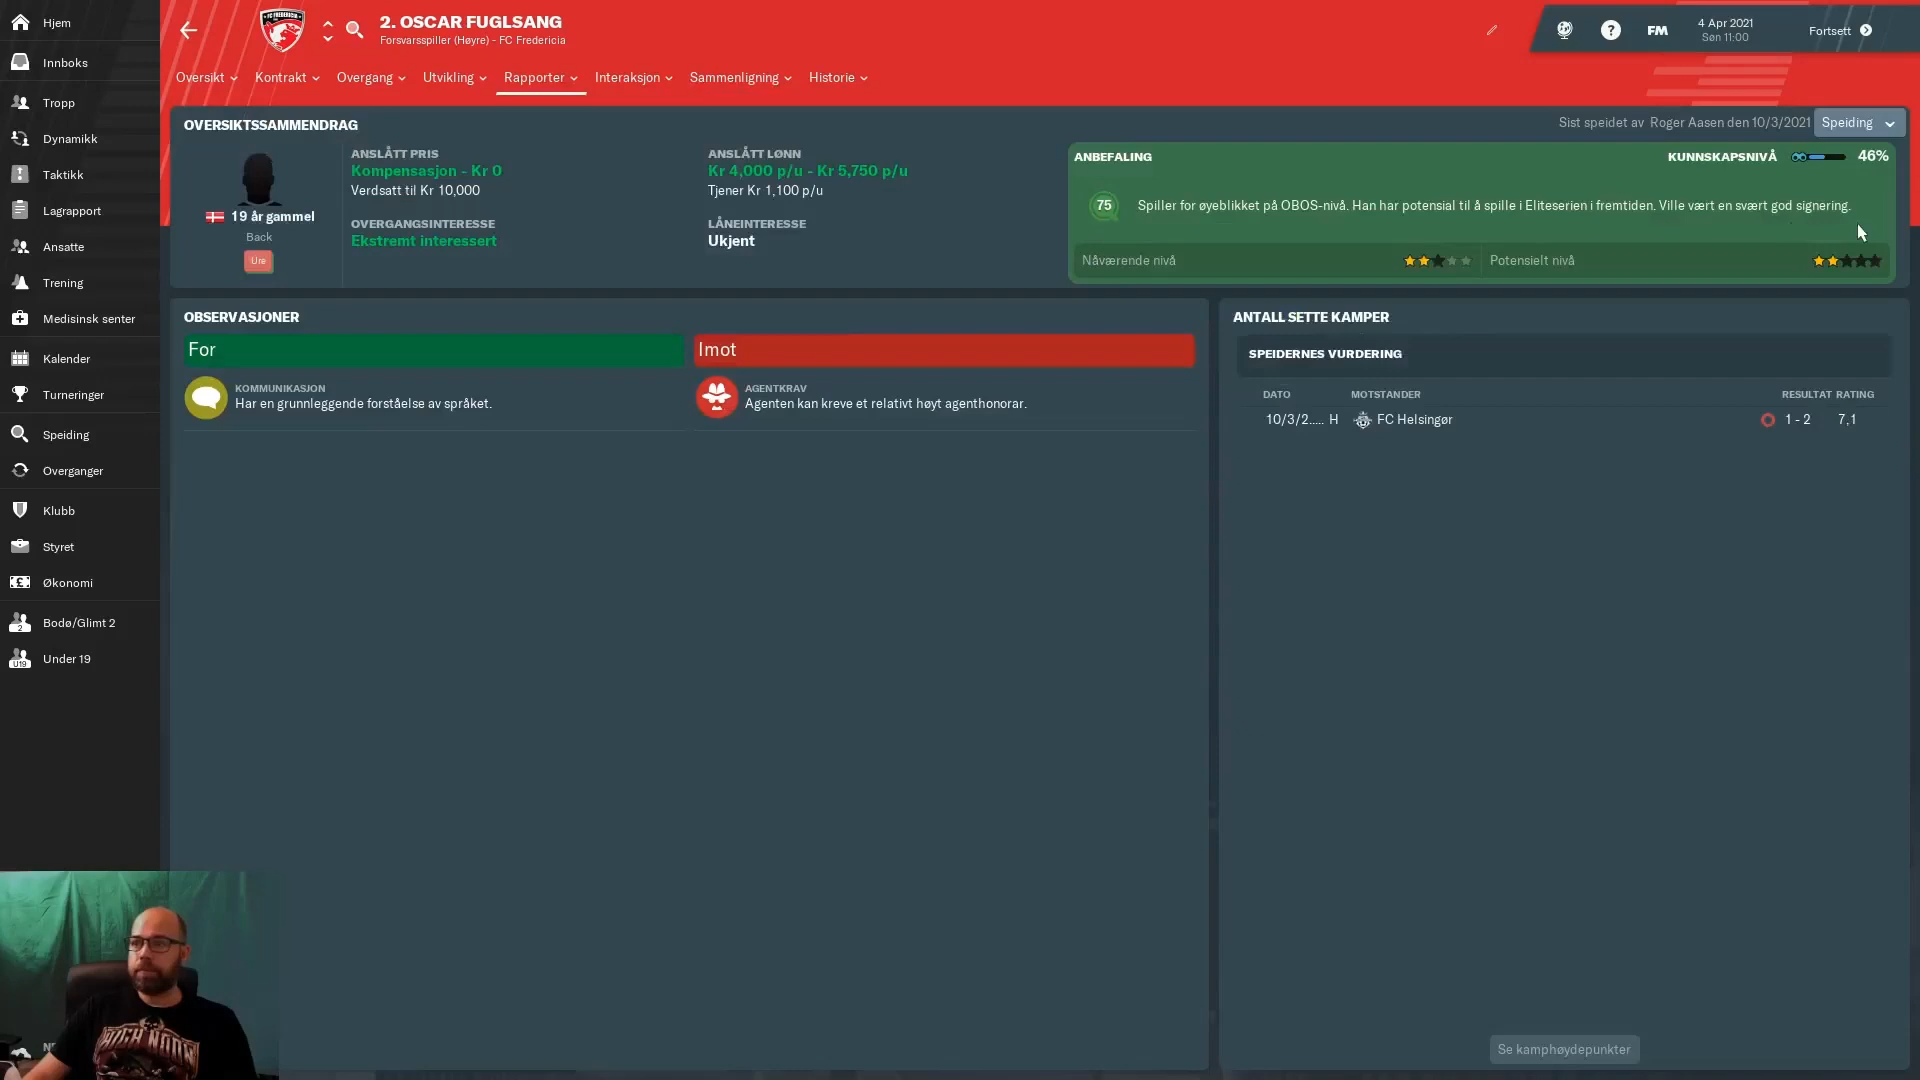 Hjem
Innboks
Tropp
Dynamikk
Taktikk
Lagrapport
Ansatte
Trening
Medisinsk senter
Kalender
Turneringer
Speiding
Overganger
Klubb
Styret
Økonomi
2
Bodø/Glimt 2
U19
Under 19
FC FREDERICIA
2. OSCAR FUGLSANG
Forsvarsspiller (Høyre) - FC Fredericia
FM
4 Apr 2021
Søn 11:00
Fortsett
Oversikt
Kontrakt
Overgang
Utvikling
Rapporter
Interaksjon
Sammenligning
Historie
OVERSIKTSSAMMENDRAG
Sist speidet av Roger Aasen den 10/3/2021
Speiding
19 år gammel
Back
Ure
ANSLÅTT PRIS
Kompensasjon - Kr 0
Verdsatt til Kr 10,000
OVERGANGSINTERESSE
Ekstremt interessert
ANSLÅTT LØNN
Kr 4,000 p/u - Kr 5,750 p/u
Tjener Kr 1,100 p/u
LÅNEINTERESSE
Ukjent
ANBEFALING
KUNNSKAPSNIVÅ
46%
75
Spiller for øyeblikket på OBOS-nivå. Han har potensial til å spille i Eliteserien i fremtiden. Ville vært en svært god signering.
Nåværende nivå
Potensielt nivå
OBSERVASJONER
For
KOMMUNIKASJON
Har en grunnleggende forståelse av språket.
Imot
AGENTKRAV
Agenten kan kreve et relativt høyt agenthonorar.
ANTALL SETTE KAMPER
SPEIDERNES VURDERING
DATO MOTSTANDER RESULTAT RATING
10/3/2..... H FC Helsingør 1 - 2 7,1
Se kamphøydepunkter